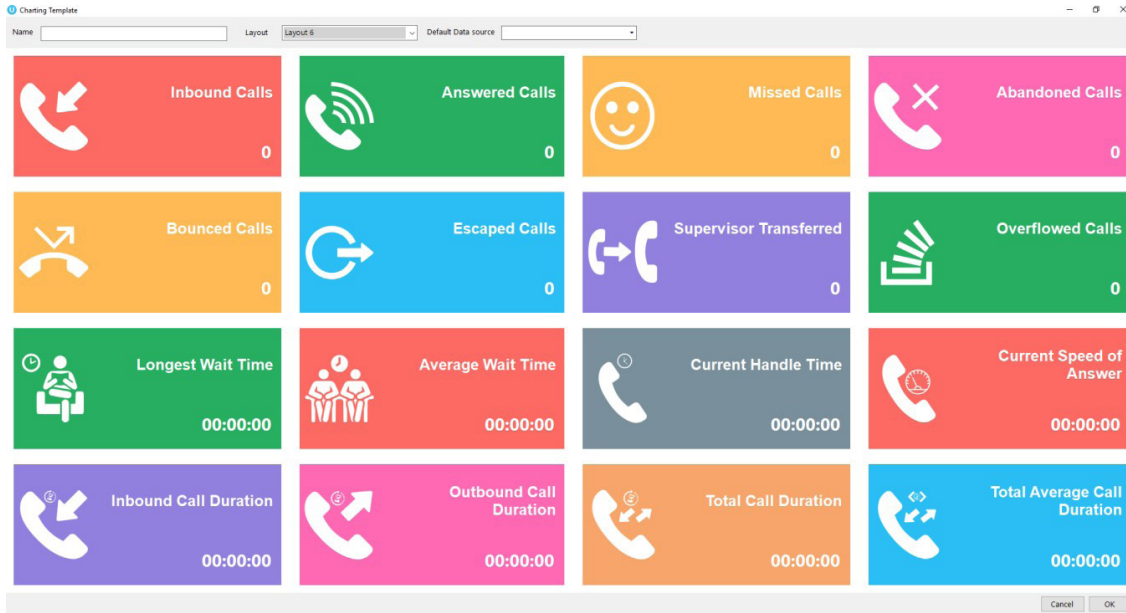 Charting Template
Name Layout Layout 6 Default Data source
Inbound Calls
0
Answered Calls
0
Missed Calls
0
Abandoned Calls
0
Bounced Calls
0
Escaped Calls
0
Supervisor Transferred
0
Overflowed Calls
0
Longest Wait Time
00:00:00
Average Wait Time
00:00:00
Current Handle Time
00:00:00
Current Speed of
Answer
00:00:00
Inbound Call Duration
00:00:00
Outbound Call
Duration
00:00:00
Total Call Duration
00:00:00
Total Average Call
Duration
00:00:00
Cancel OK